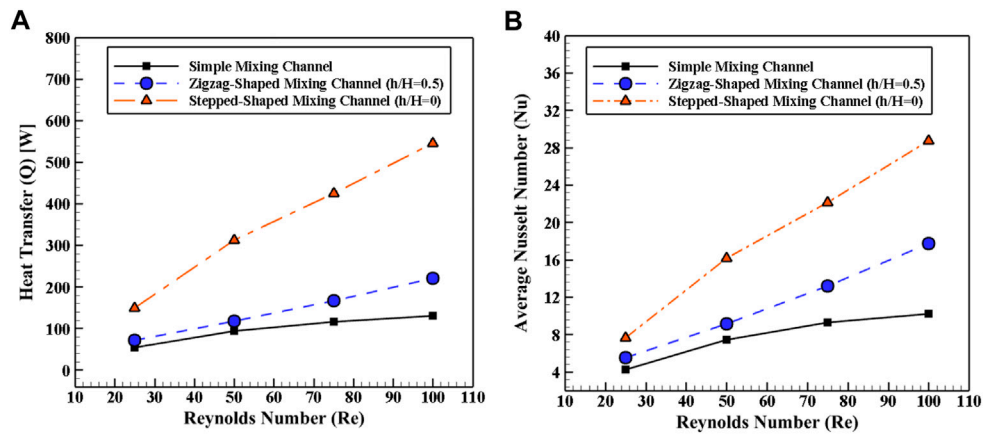 A
Heat Transfer (Q) [W]
800
700
600
500
400
300
200
100
0
Simple Mixing Channel
Zigzag-Shaped Mixing Channel (h/H=0.5)
Stepped-Shaped Mixing Channel (h/H=0)
10 20 30 40 50 60 70 80 90 100 110
Reynolds Number (Re)
B
Average Nusselt Number (Nu)
40
36
32
28
24
20
16
12
8
4
Simple Mixing Channel
Zigzag-Shaped Mixing Channel (h/H=0.5)
Stepped-Shaped Mixing Channel (h/H=0)
10 20 30 40 50 60 70 80 90 100 110
Reynolds Number (Re)